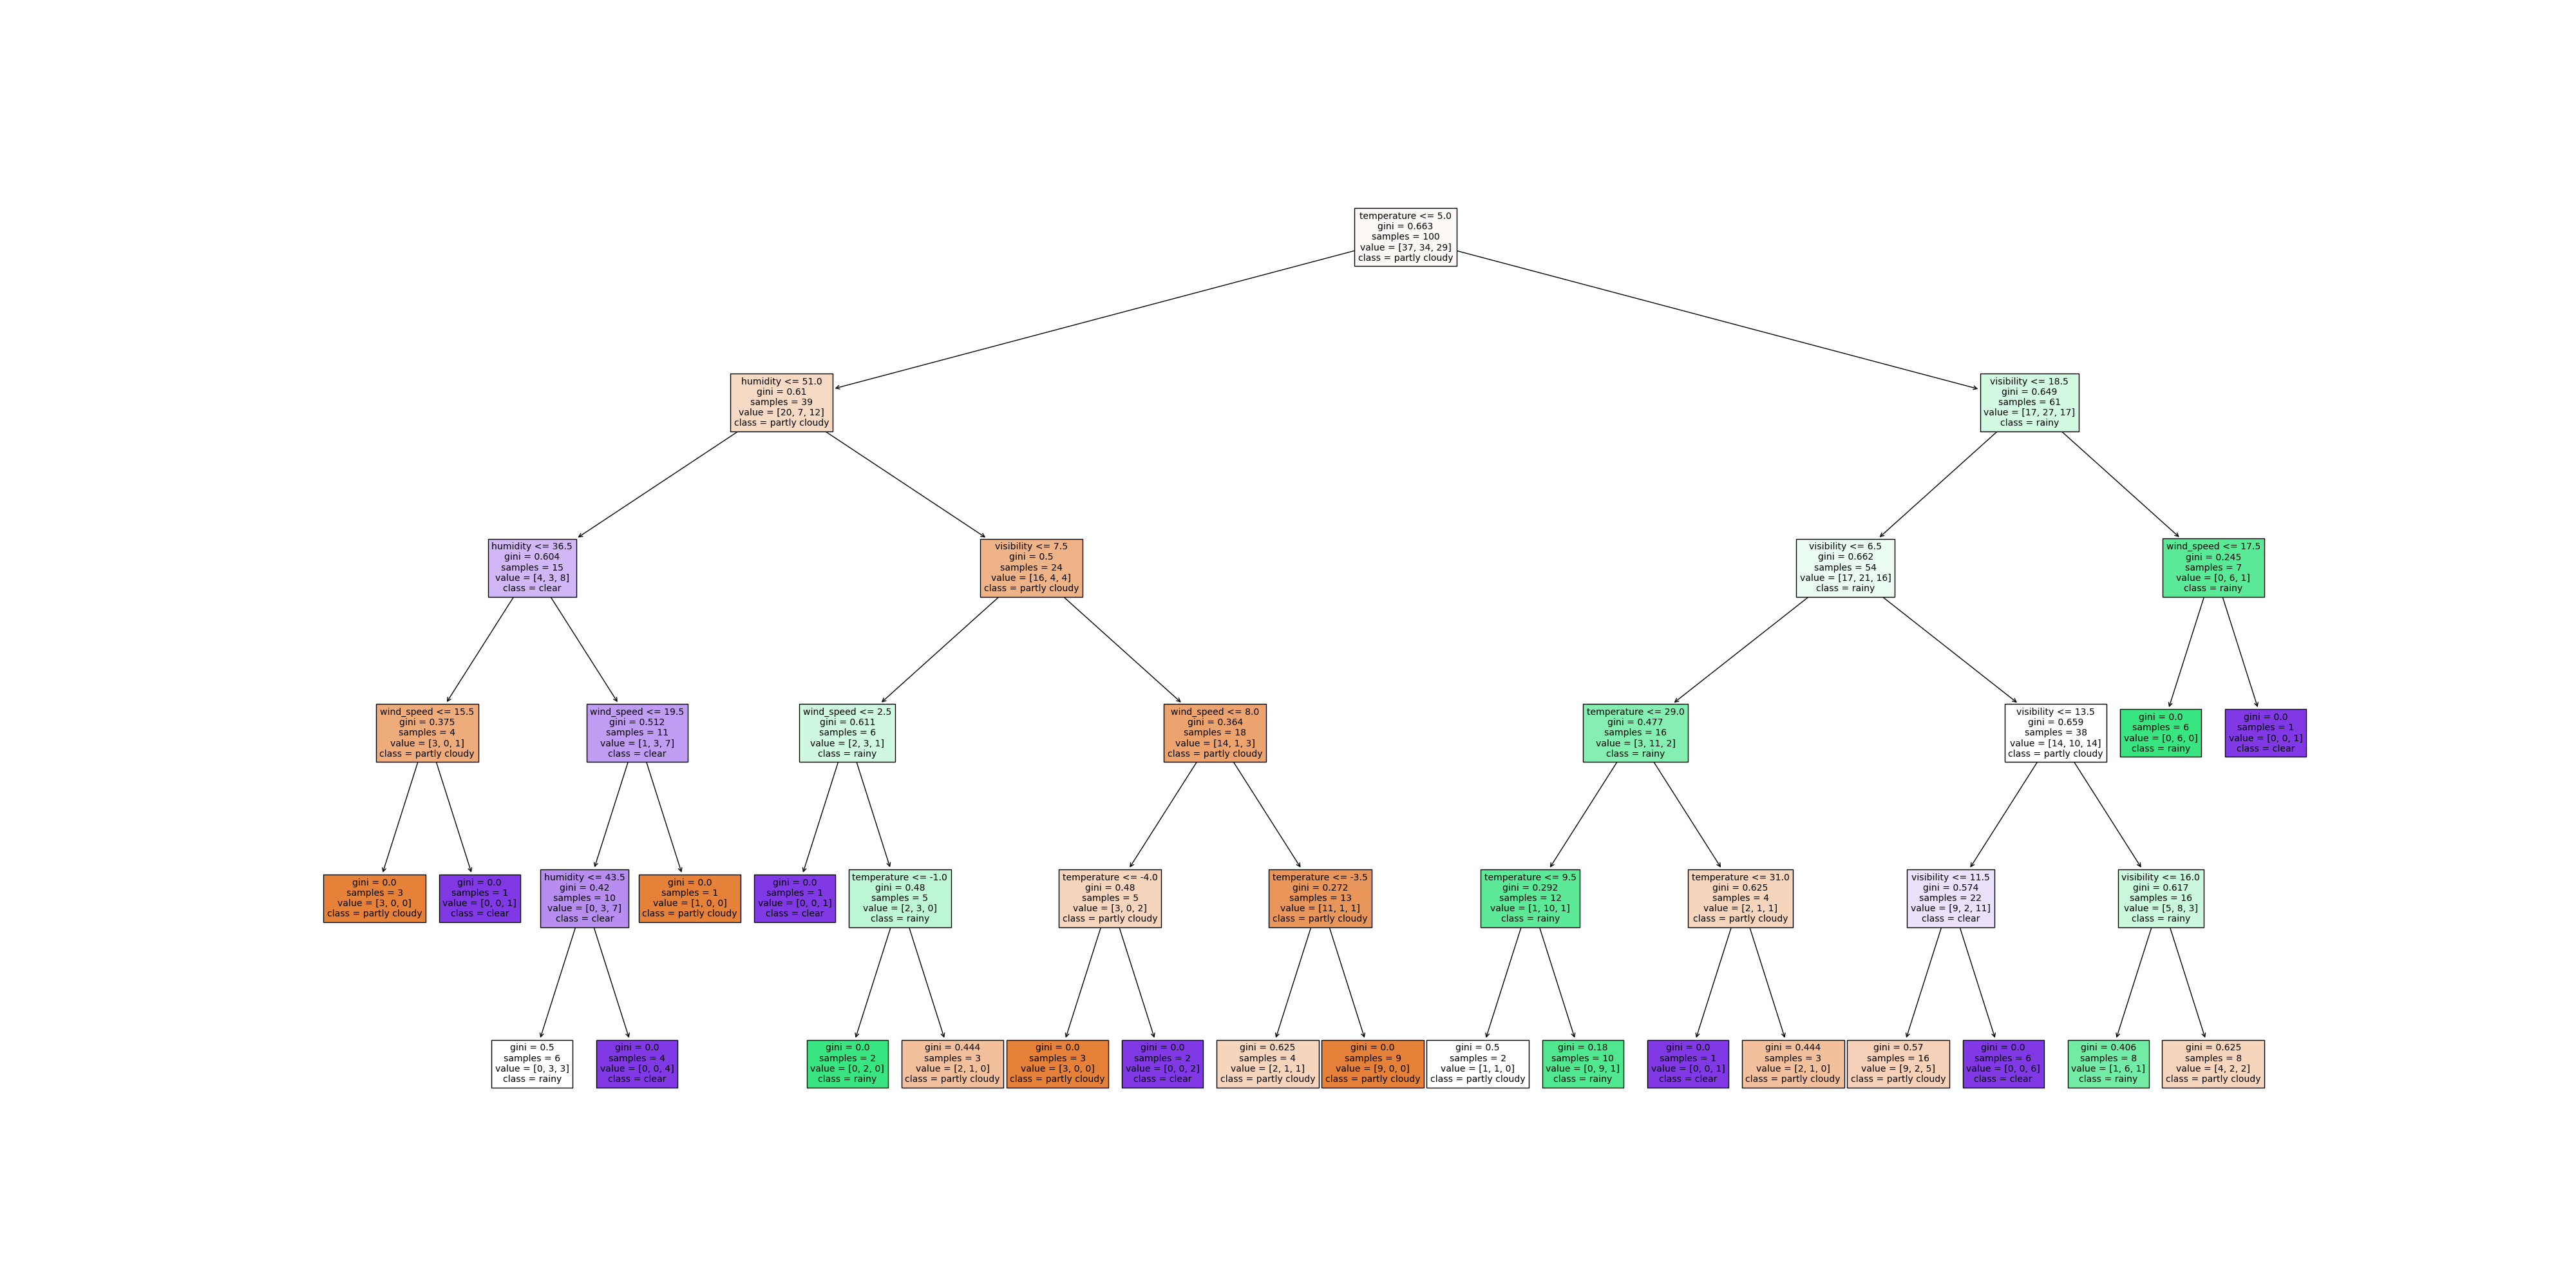 temperature <= 5.0
gini = 0.663
samples = 100
value = [37, 34, 29]
class = partly cloudy
humidity <= 51.0
gini = 0.61
samples = 39
value = [20, 7, 12]
class = partly cloudy
visibility <= 18.5
gini = 0.649
samples = 61
value = [17, 27, 17]
class = rainy
humidity <= 36.5
gini = 0.604
samples = 15
value = [4, 3, 8]
class = clear
visibility <= 7.5
gini = 0.5
samples = 24
value = [16, 4, 4]
class = partly cloudy
visibility <= 6.5
gini = 0.662
samples = 54
value = [17, 21, 16]
class = rainy
wind_speed <= 17.5
gini = 0.245
samples = 7
value = [0, 6, 1]
class = rainy
wind_speed <= 15.5
gini = 0.375
samples = 4
value = [3, 0, 1]
class = partly cloudy
wind_speed <= 19.5
gini = 0.512
samples = 11
value = [1, 3, 7]
class = clear
wind_speed <= 2.5
gini = 0.611
samples = 6
value = [2, 3, 1]
class = rainy
wind_speed <= 8.0
gini = 0.364
samples = 18
value = [14, 1, 3]
class = partly cloudy
temperature <= 29.0
gini = 0.477
samples = 16
value = [3, 11, 2]
class = rainy
visibility <= 13.5
gini = 0.659
samples = 38
value = [14, 10, 14]
class = partly cloudy
gini = 0.0
samples = 6
value = [0, 6, 0]
class = rainy
gini = 0.0
samples = 1
value = [0, 0, 1]
class = clear
gini = 0.0
samples = 3
value = [3, 0, 0]
class = partly cloudy
gini = 0.0
samples = 1
value = [0, 0, 1]
class = clear
humidity <= 43.5
gini = 0.42
samples = 10
value = [0, 3, 7]
class = clear
gini = 0.0
samples = 1
value = [1, 0, 0]
class = partly cloudy
gini = 0.0
samples = 1
value = [0, 0, 1]
class = clear
temperature <= -1.0
gini = 0.48
samples = 5
value = [2, 3, 0]
class = rainy
temperature <= -4.0
gini = 0.48
samples = 5
value = [3, 0, 2]
class = partly cloudy
temperature <= -3.5
gini = 0.272
samples = 13
value = [11, 1, 1]
class = partly cloudy
temperature <= 9.5
gini = 0.292
samples = 12
value = [1, 10, 1]
class = rainy
temperature <= 31.0
gini = 0.625
samples = 4
value = [2, 1, 1]
class = partly cloudy
visibility <= 11.5
gini = 0.574
samples = 22
value = [9, 2, 11]
class = clear
visibility <= 16.0
gini = 0.617
samples = 16
value = [5, 8, 3]
class = rainy
gini = 0.5
samples = 6
value = [0, 3, 3]
class = rainy
gini = 0.0
samples = 4
value = [0, 0, 4]
class = clear
gini = 0.0
samples = 2
value = [0, 2, 0]
class = rainy
gini = 0.444
samples = 3
value = [2, 1, 0]
class = partly cloudy
gini = 0.0
samples = 3
value = [3, 0, 0]
class = partly cloudy
gini = 0.0
samples = 2
value = [0, 0, 2]
class = clear
gini = 0.625
samples = 4
value = [2, 1, 1]
class = partly cloudy
gini = 0.0
samples = 9
value = [9, 0, 0]
class = partly cloudy
gini = 0.5
samples = 2
value = [1, 1, 0]
class = partly cloudy
gini = 0.18
samples = 10
value = [0, 9, 1]
class = rainy
gini = 0.0
samples = 1
value = [0, 0, 1]
class = clear
gini = 0.444
samples = 3
value = [2, 1, 0]
class = partly cloudy
gini = 0.57
samples = 16
value = [9, 2, 5]
class = partly cloudy
gini = 0.0
samples = 6
value = [0, 0, 6]
class = clear
gini = 0.406
samples = 8
value = [1, 6, 1]
class = rainy
gini = 0.625
samples = 8
value = [4, 2, 2]
class = partly cloudy